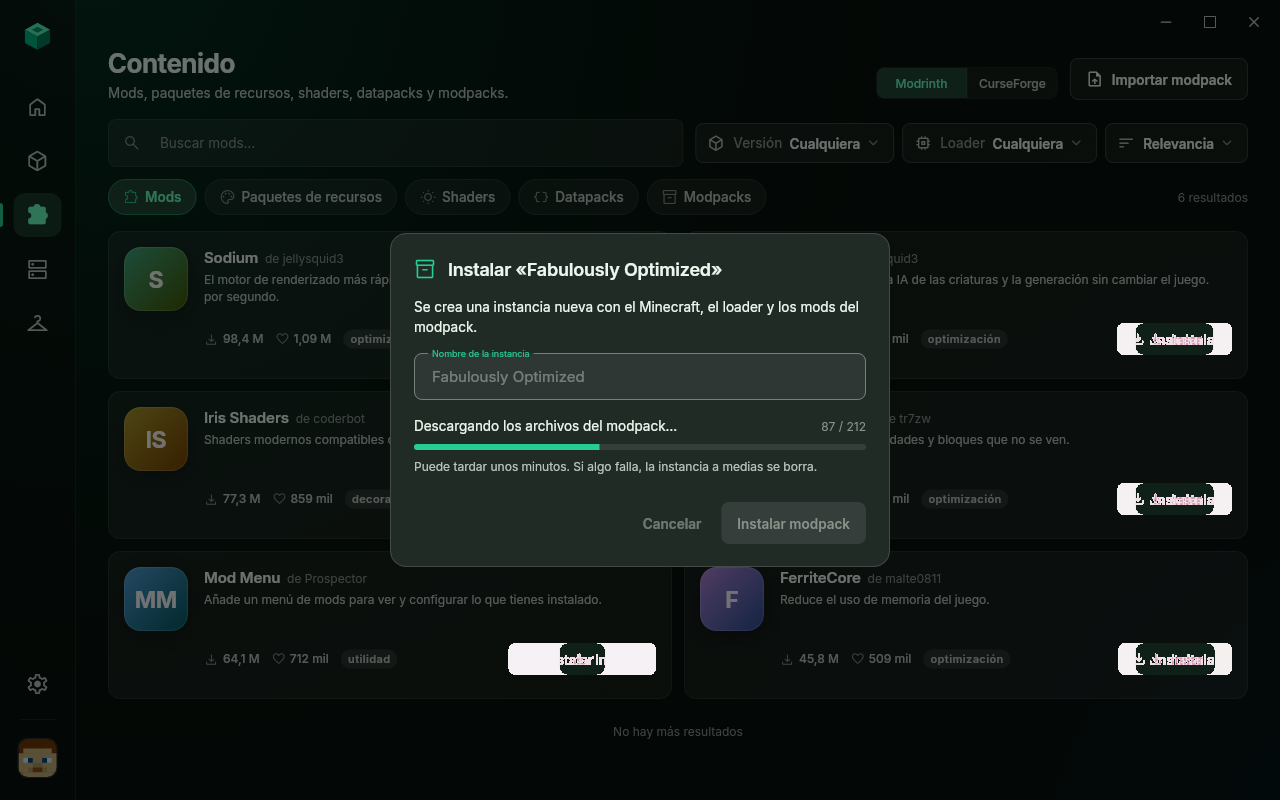 Contenido
Mods, paquetes de recursos, shaders, datapacks y modpacks.
Modrinth
CurseForge
Importar modpack
Buscar mods...
Versión Cualquiera
Loader Cualquiera
Relevancia
Mods
Paquetes de recursos
Shaders
Datapacks
Modpacks
6 resultados
S
Sodium de jellysquid3
El motor de renderizado más
por segundo.
98,4 M
1,09 M
IA de las criaturas y la generación sin cambiar el juego.
mil
optimización
Instalar «Fabulously Optimized»
Se crea una instancia nueva con el Minecraft, el loader y los mods del
modpack.
Nombre de la instancia
Fabulously Optimized
Descargando los archivos del modpack...
87 / 212
Puede tardar unos minutos. Si algo falla, la instancia a medias se borra.
Cancelar
Instalar modpack
IS
Iris Shaders de coderbot
Shaders modernos compatibles
77,3 M
859 mil
tr7zw
y bloques que no se ven.
mil
optimización
MM
Mod Menu de Prospector
Añade un menú de mods para ver y configurar lo que tienes instalado.
64,1 M
712 mil
utilidad
F
FerriteCore de malte0811
Reduce el uso de memoria del juego.
45,8 M
509 mil
optimización
No hay más resultados